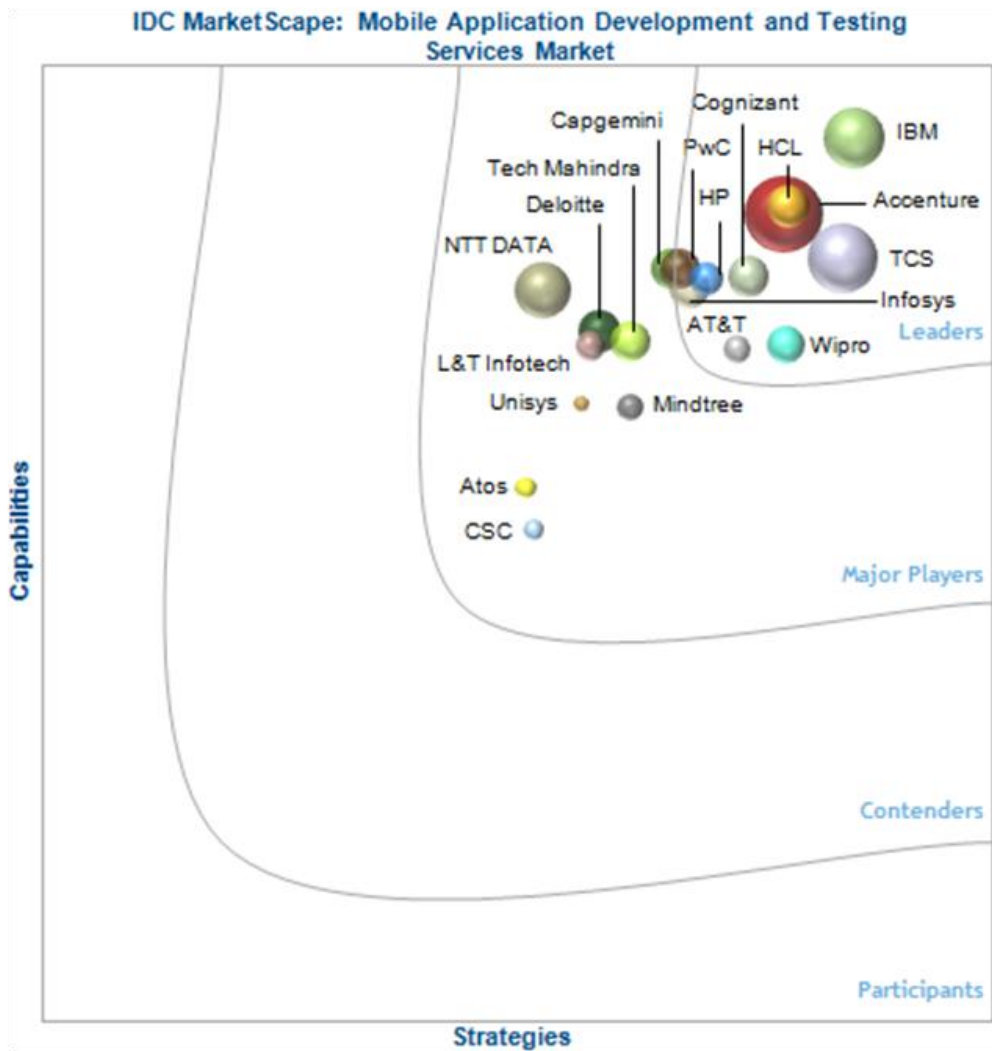 IDC MarketScape: Mobile Application Development and Testing
Services Market
Cognizant
Capgemini
IBM
PwC
HCL
Tech Mahindra
HP
Accenture
Deloitte
NTT DATA
TCS
Infosys
AT&T
Leaders
Wipro
L&T Infotech
Unisys
Mindtree
Atos
CSC
Capabilities
Major Players
Contenders
Participants
Strategies